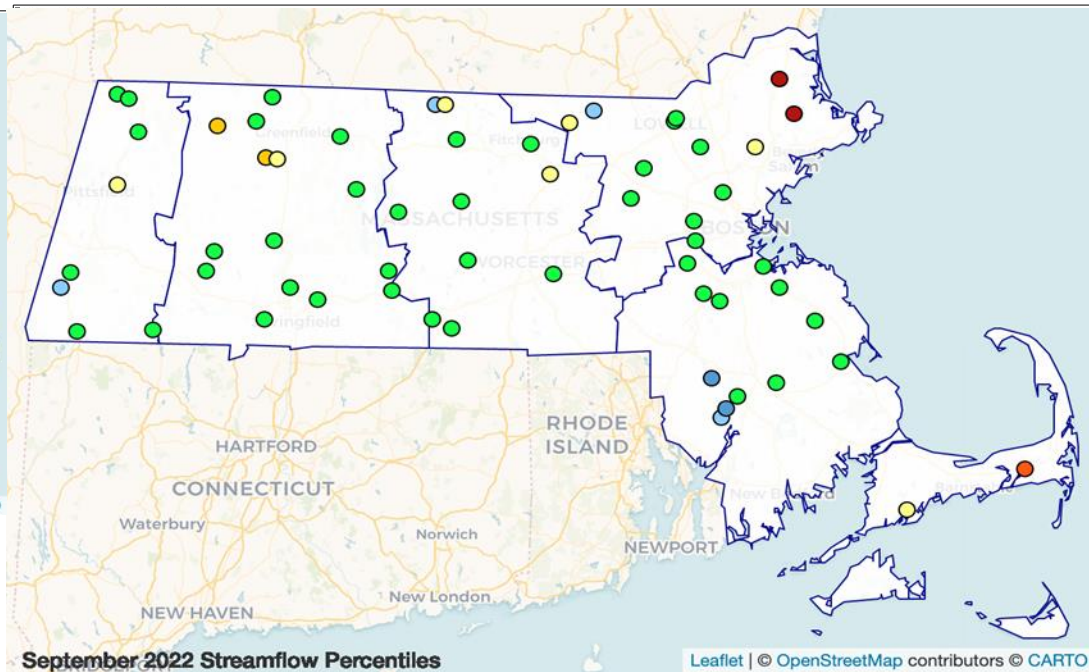 Greenfield
Fitchburg
LOWELL
Salem
Pittsfield
MASSACHUSETTS
BOSTON
WORCESTER
Springfield
HARTFORD
RHODE
ISLAND
CONNECTICUT
New Bedford
Barnstable
Waterbury
Norwich
NEWPORT
New London
NEW HAVEN
BRIDGEPORT
September 2022 Streamflow Percentiles
Leaflet | © OpenStreetMap contributors © CARTO